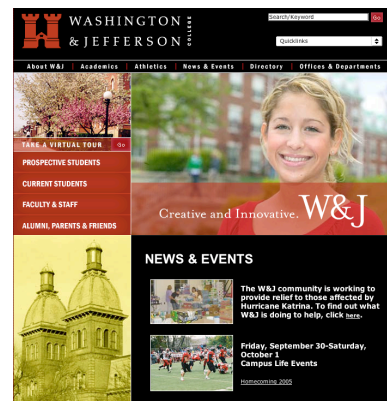 WASHINGTON
& JEFFERSON
COLLEGE
Search/Keyword
Go
Quicklinks
About W&J
Academics
Athletics
News & Events
Directory
Offices & Departments
TAKE A VIRTUAL TOUR
Go
PROSPECTIVE STUDENTS
CURRENT STUDENTS
FACULTY & STAFF
ALUMNI, PARENTS & FRIENDS
Creative and Innovative. W&J
NEWS & EVENTS
The W&J community is working to
provide relief to those affected by
Hurricane Katrina. To find out what
W&J is doing to help, click here.
Friday, September 30-Saturday,
October 1
Campus Life Events
Homecoming 2005